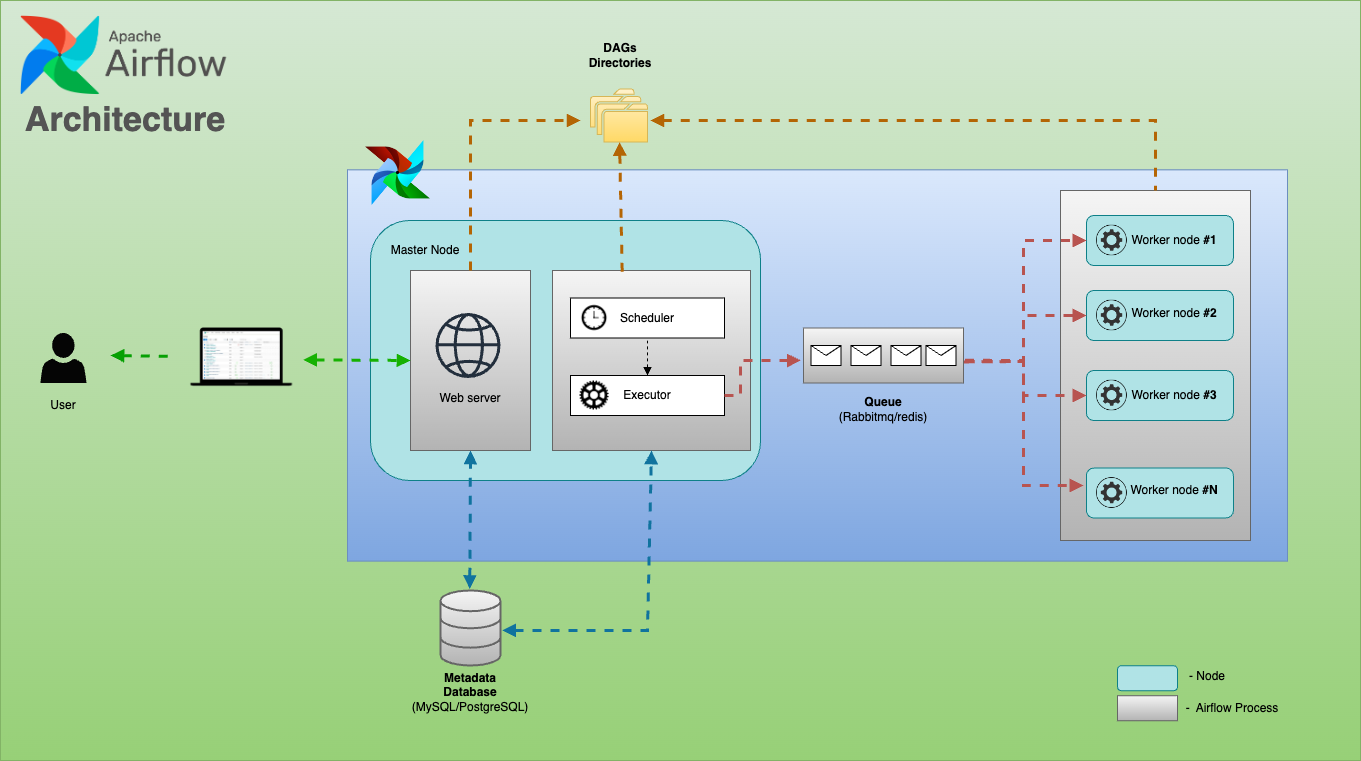 Apache
Airflow
Architecture
DAGs
Directories
Master Node
Web server
Scheduler
Executor
User
Queue
(Rabbitmq/redis)
Worker node #1
Worker node #2
Worker node #3
Worker node #N
Metadata
Database
(MySQL/PostgreSQL)
- Node
- Airflow Process